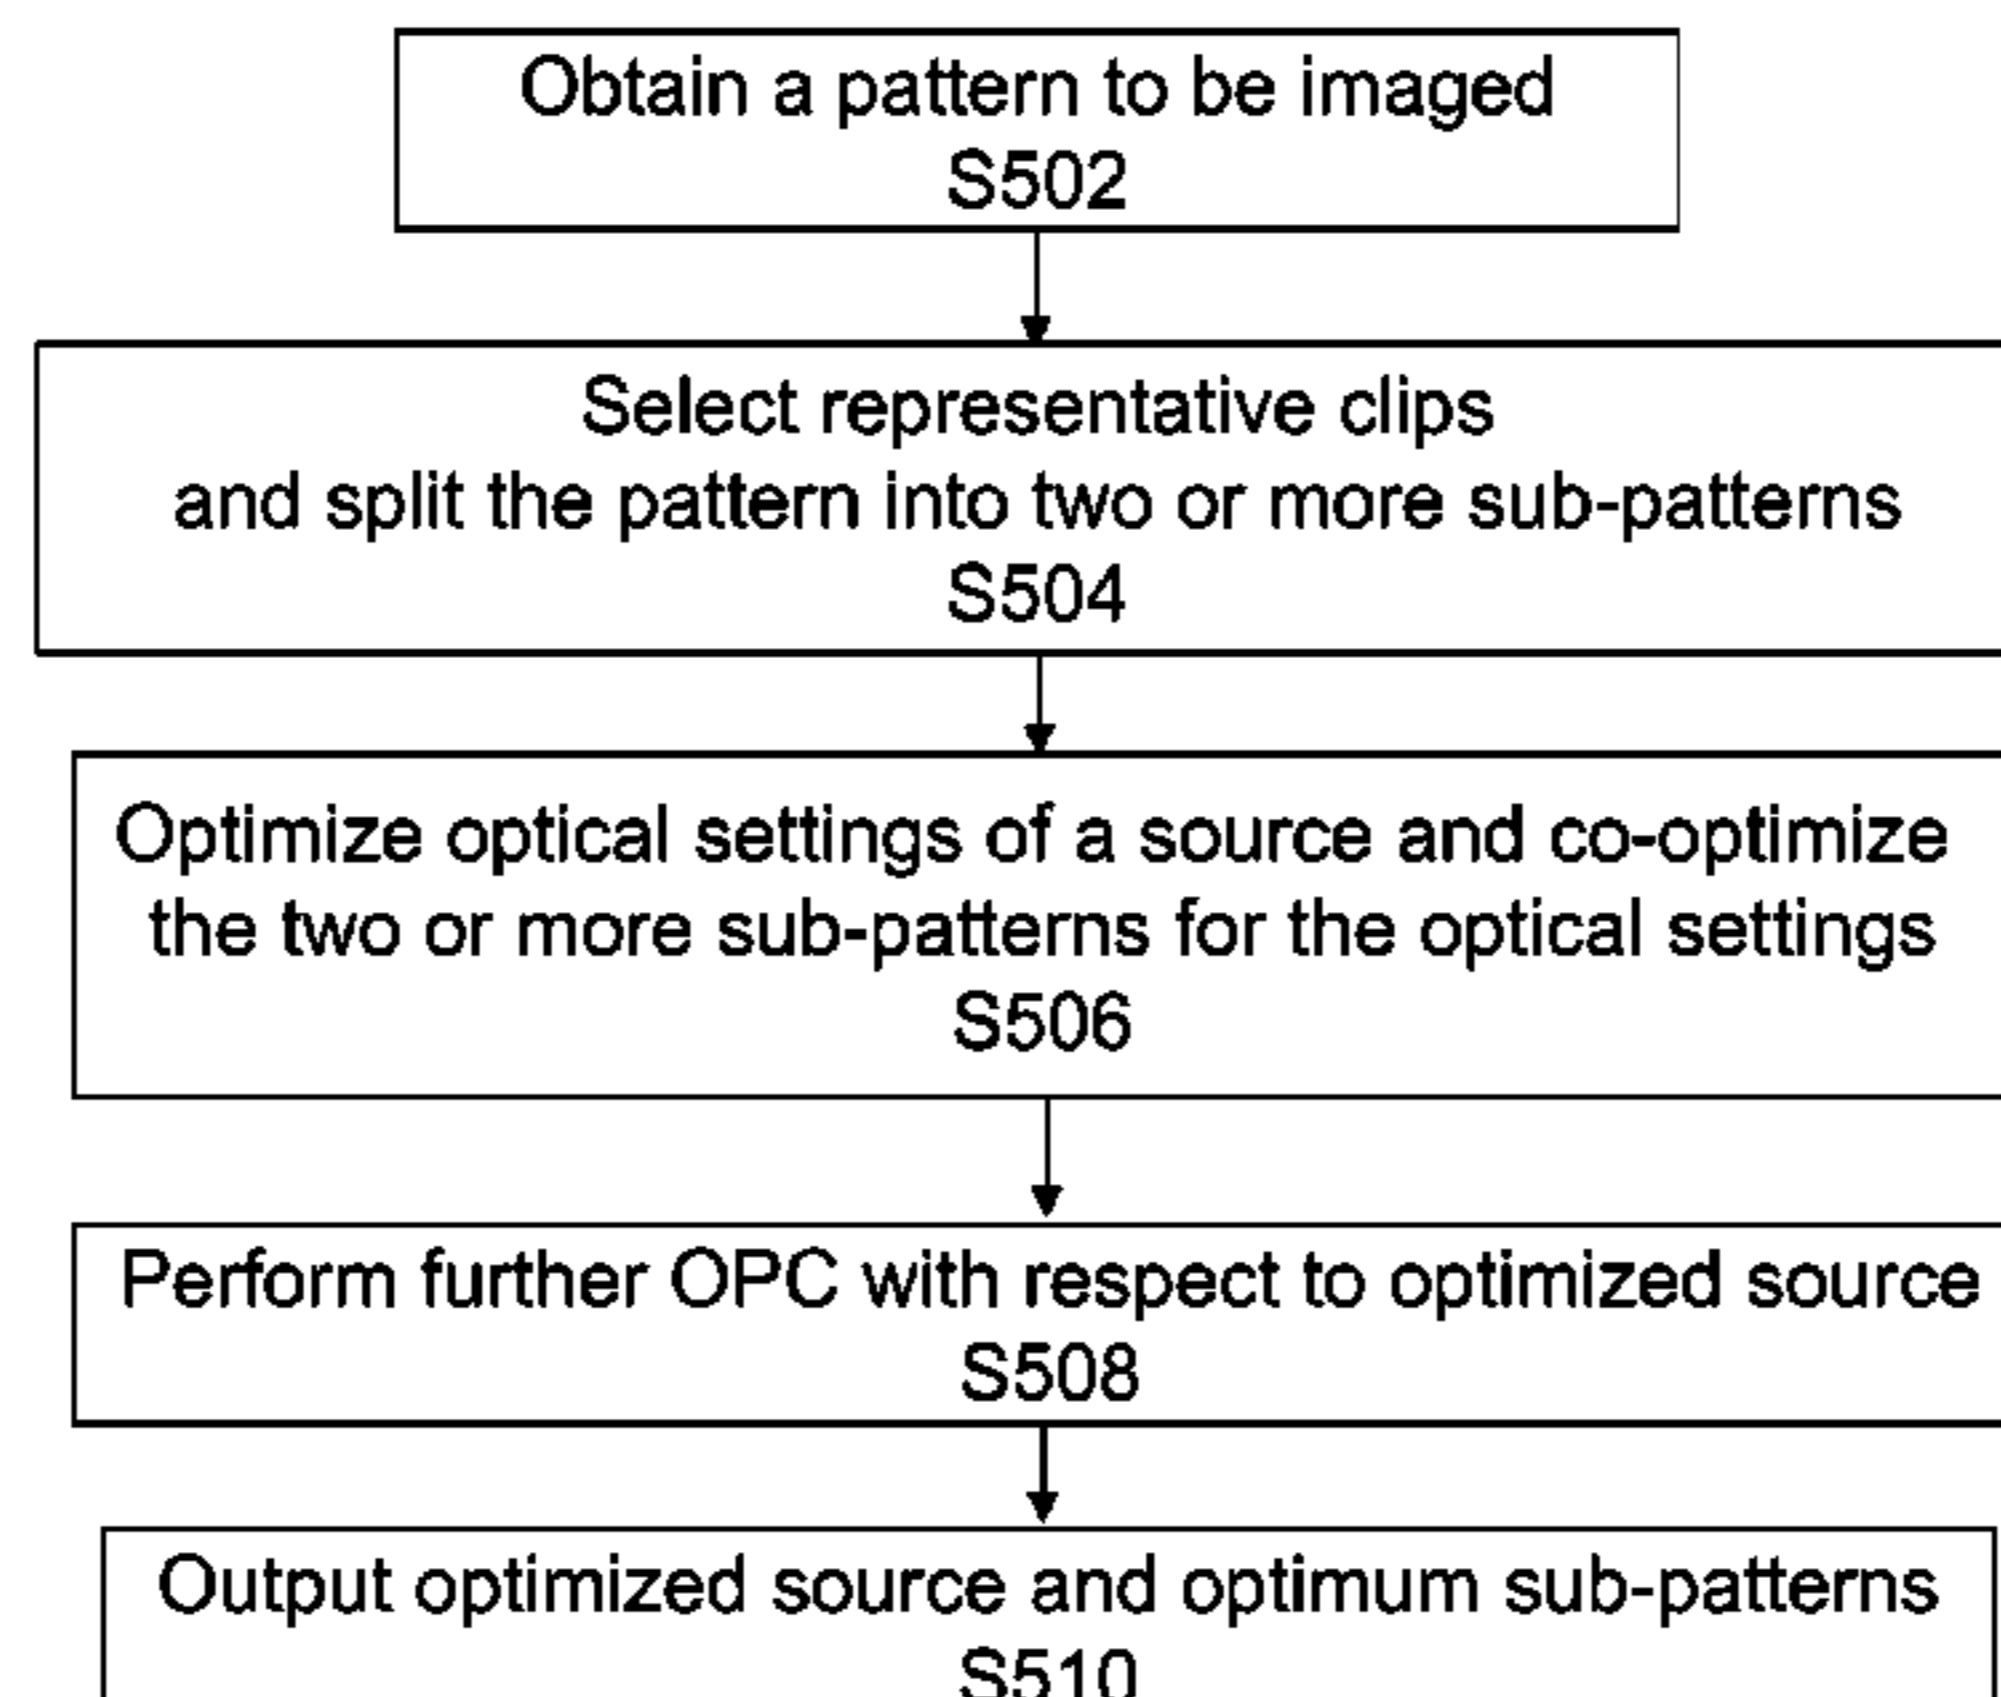 Obtain a pattern to be imaged
S502
Select representative clips
and split the pattern into two or more sub-patterns
S504
Optimize optical settings of a source and co-optimize
the two or more sub-patterns for the optical settings
S506
Perform further OPC with respect to optimized source
S508
Output optimized source and optimum sub-patterns
S510